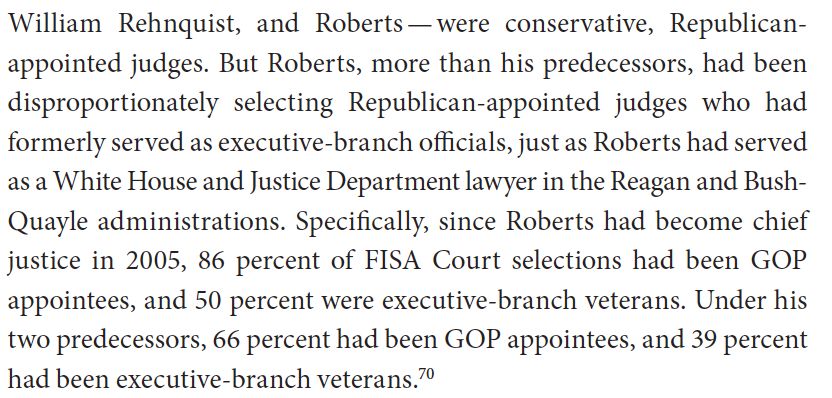 William Rehnquist, and Roberts — were conservative, Republican-
appointed judges. But Roberts, more than his predecessors, had been
disproportionately selecting Republican-appointed judges who had
formerly served as executive-branch officials, just as Roberts had served
as a White House and Justice Department lawyer in the Reagan and Bush-
Quayle administrations. Specifically, since Roberts had become chief
justice in 2005, 86 percent of FISA Court selections had been GOP
appointees, and 50 percent were executive-branch veterans. Under his
two predecessors, 66 percent had been GOP appointees, and 39 percent
had been executive-branch veterans.⁷⁰